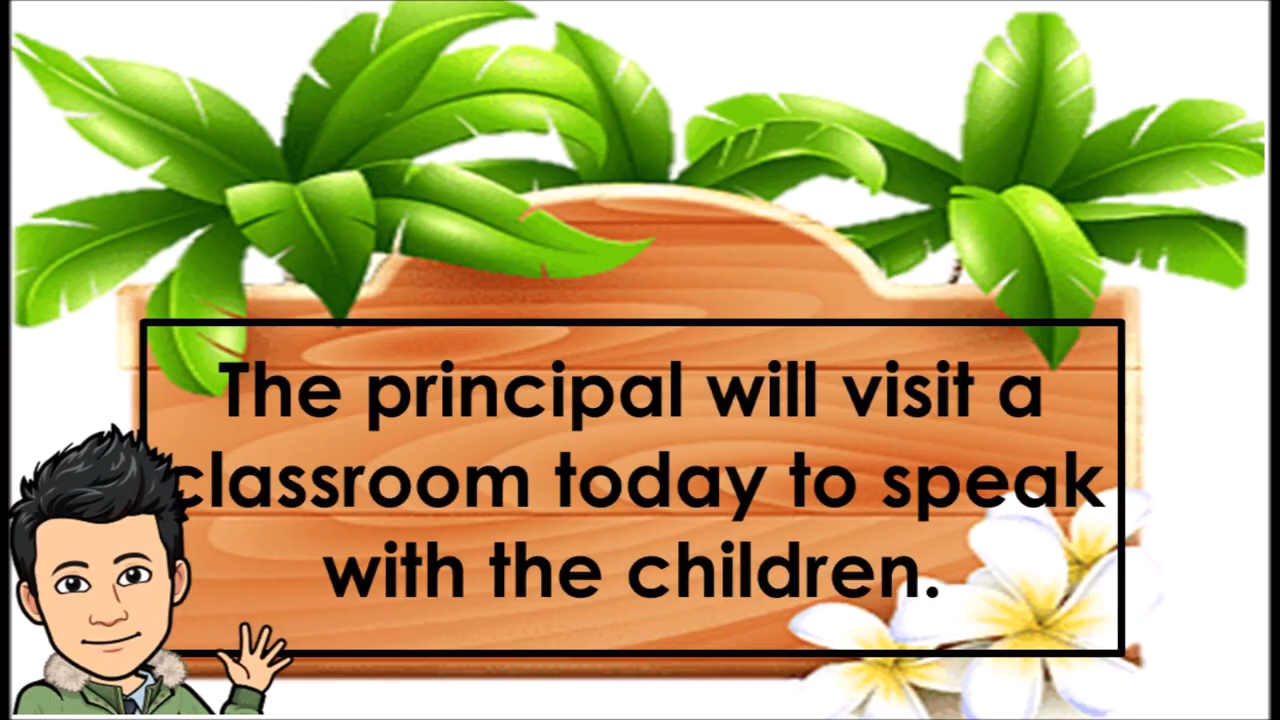 The principal will visit a
classroom today to speak
with the children.